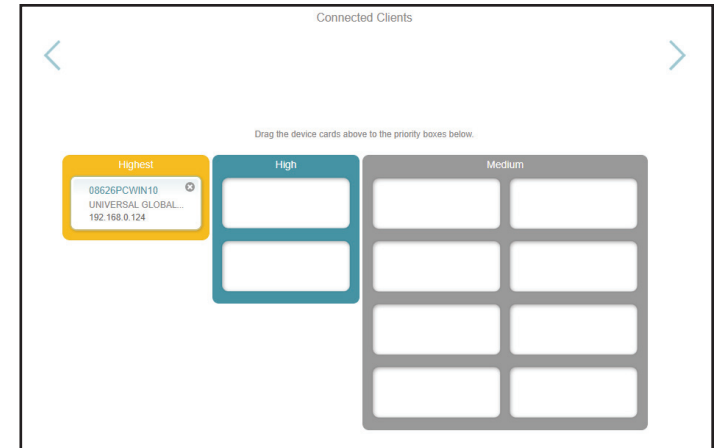 Connected Clients
Drag the device cards above to the priority boxes below.
Highest
High
Medium
08626PCWIN10
UNIVERSAL GLOBAL...
192.168.0.124